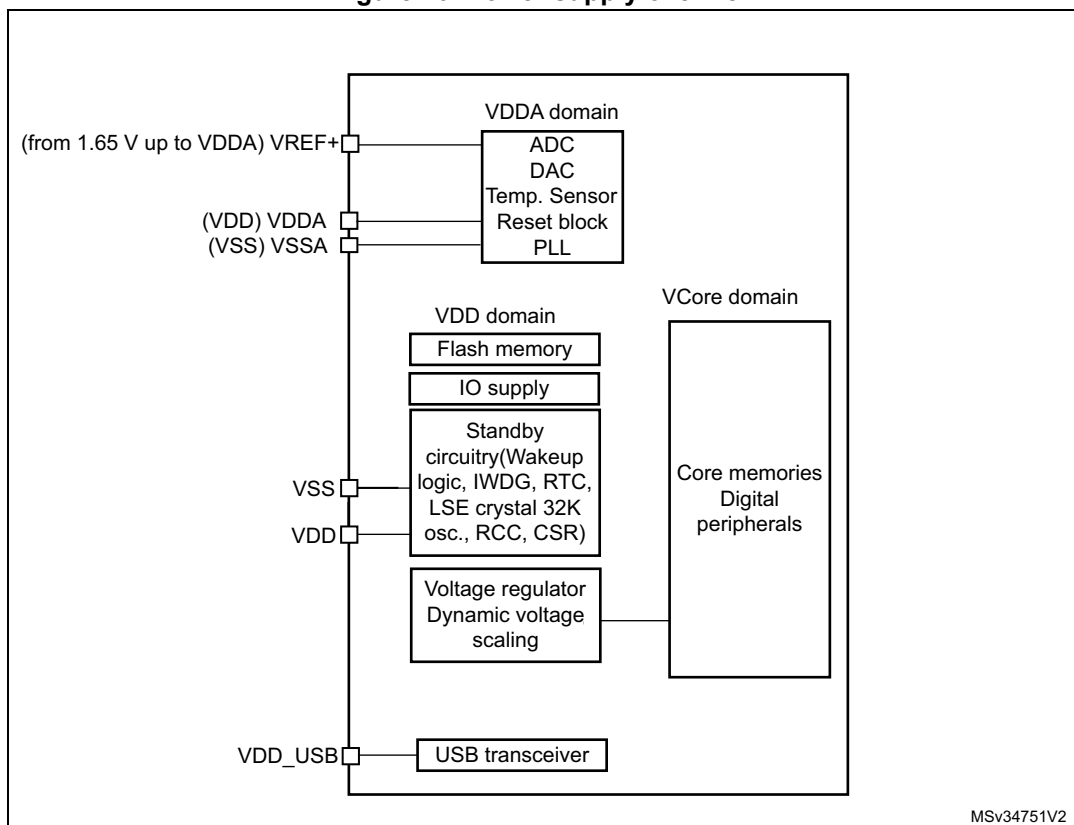 VDDA domain
(from 1.65 V up to VDDA) VREF+
ADC
DAC
Temp. Sensor
(VDD) VDDA
Reset block
(VSS) VSSA
PLL
VCore domain
VDD domain
Flash memory
IO supply
Standby
circuitry(Wakeup
logic, IWDG, RTC,
LSE crystal 32K
osc., RCC, CSR)
VSS
VDD
Core memories
Digital
peripherals
Voltage regulator
Dynamic voltage
scaling
VDD_USB
USB transceiver
MSv34751V2